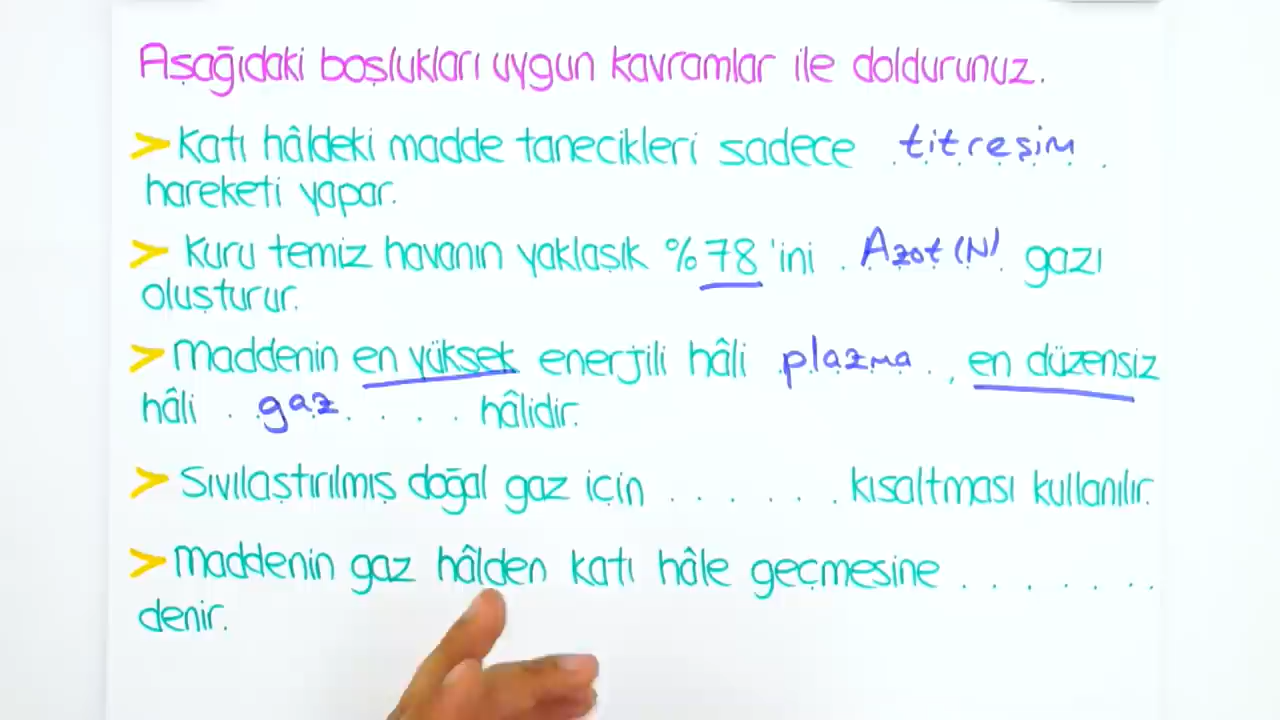 Aşağıdaki boşlukları uygun kavramlar ile doldurunuz.
➤ Katı hâldeki madde tanecikleri sadece titreşim .
hareketi yapar.
➤ Kuru temiz havanın yaklaşık %78'ini . Azot (N) gazı
oluşturur.
➤ Maddenin en yüksek enerjili hâli plazma . , en düzensiz
hâli . gaz . . . . hâlidir.
➤ Sıvılaştırılmış doğal gaz için . . . . . . kısaltması kullanılır.
➤ Maddenin gaz hâlden katı hâle geçmesine . . . . . .
denir.